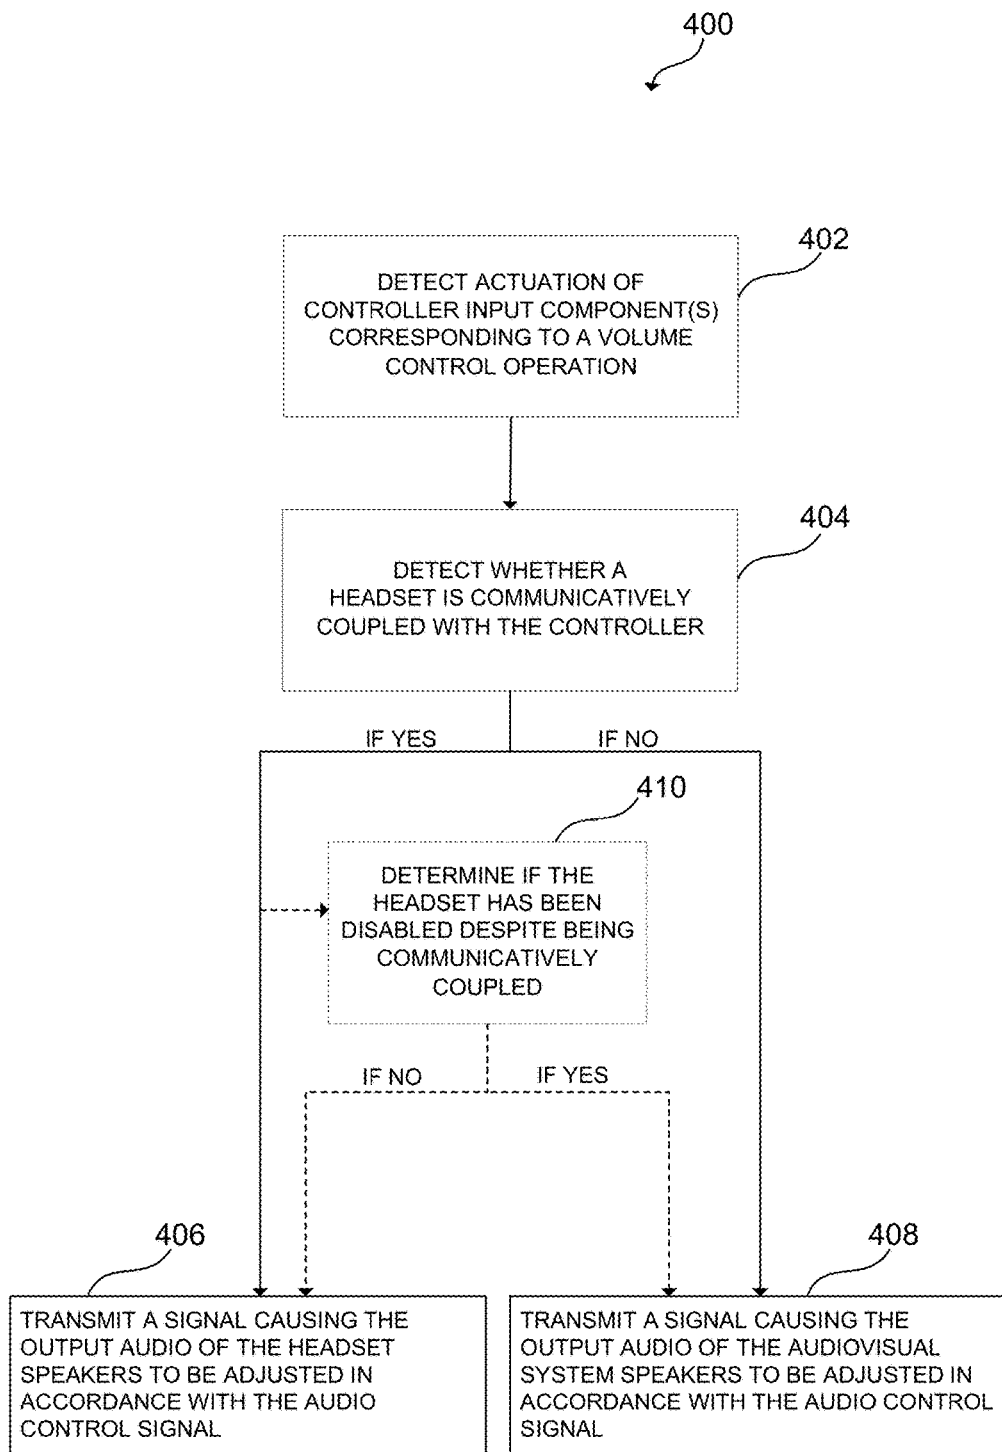 400
402
DETECT ACTUATION OF
CONTROLLER INPUT COMPONENT(S)
CORRESPONDING TO A VOLUME
CONTROL OPERATION
404
DETECT WHETHER A
HEADSET IS COMMUNICATIVELY
COUPLED WITH THE CONTROLLER
IF YES
IF NO
410
DETERMINE IF THE
HEADSET HAS BEEN
DISABLED DESPITE BEING
COMMUNICATIVELY
COUPLED
IF NO
IF YES
406
TRANSMIT A SIGNAL CAUSING THE
OUTPUT AUDIO OF THE HEADSET
SPEAKERS TO BE ADJUSTED IN
ACCORDANCE WITH THE AUDIO
CONTROL SIGNAL
408
TRANSMIT A SIGNAL CAUSING THE
OUTPUT AUDIO OF THE AUDIOVISUAL
SYSTEM SPEAKERS TO BE ADJUSTED IN
ACCORDANCE WITH THE AUDIO CONTROL
SIGNAL